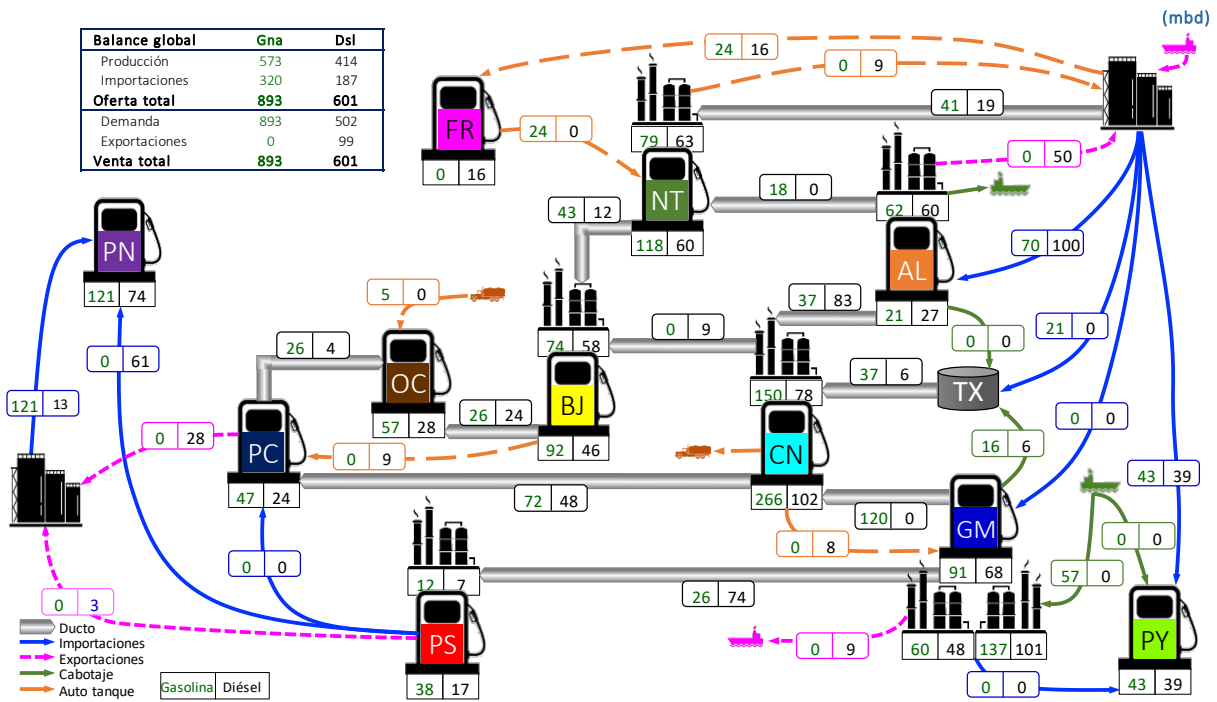 (mbd)
Balance global Gna Dsl
Producción 573 414
Importaciones 320 187
Oferta total 893 601
Demanda 893 502
Exportaciones 0 99
Venta total 893 601
24 16
0 9
41 19
FR
24 0
0 16
79 63
0 50
NT
18 0
62 60
43 12
118 60
PN
121 74
AL
70 100
21 27
5 0
37 83
0 9
21 0
0 0
74 58
26 4
0 61
OC
37 6
TX
150 78
BJ
0 0
121 13
57 28
26 24
92 46
0 28
PC
0 9
CN
16 6
47 24
72 48
266 102
120 0
GM
43 39
0 8
0 0
91 68
0 0
57 0
12 7
26 74
0 3
Ducto
Importaciones
Exportaciones
Cabotaje
Auto tanque
Gasolina Diésel
PS
38 17
0 9
60 48
137 101
0 0
PY
43 39